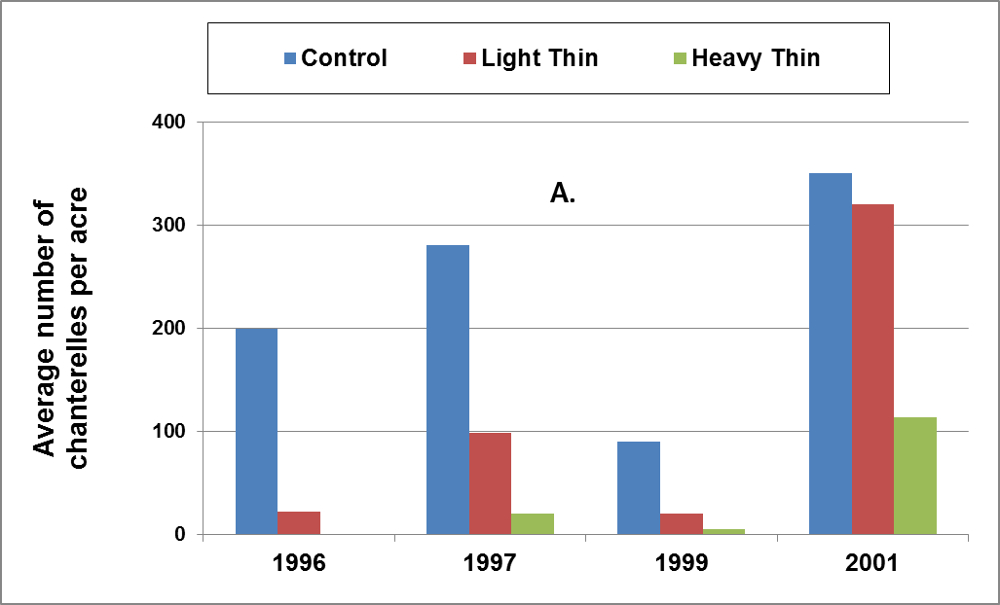 Control Light Thin Heavy Thin
Average number of
chanterelles per acre
400
300
200
100
0
A.
1996 1997 1999 2001